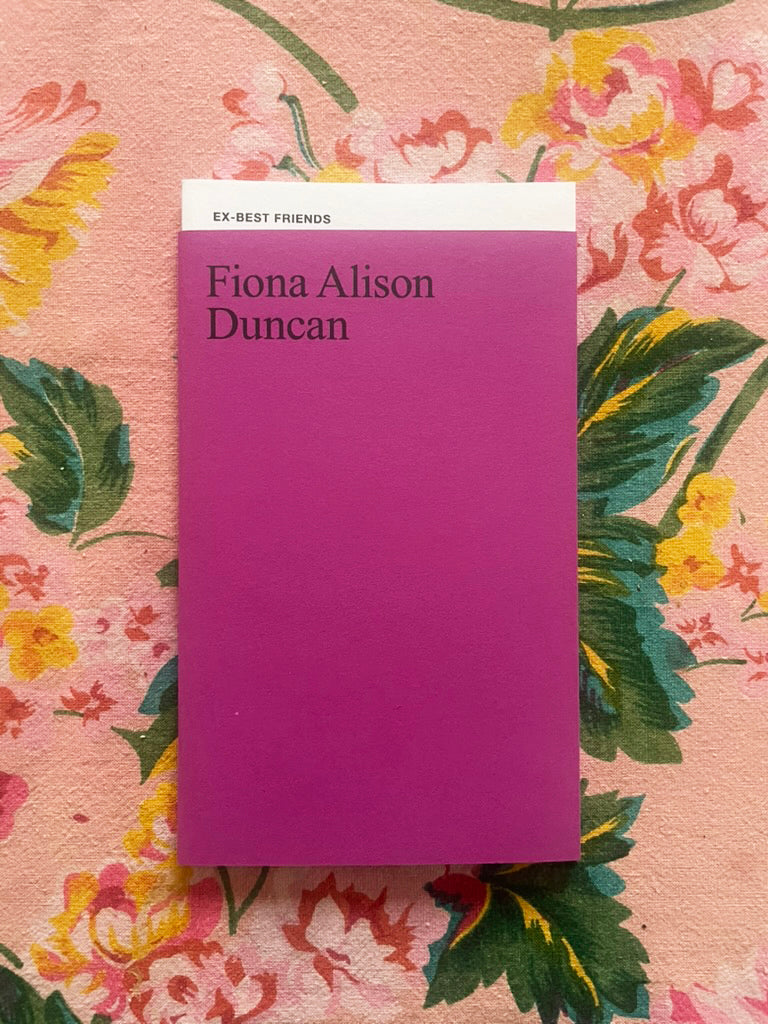 EX-BEST FRIENDS
Fiona Alison
Duncan